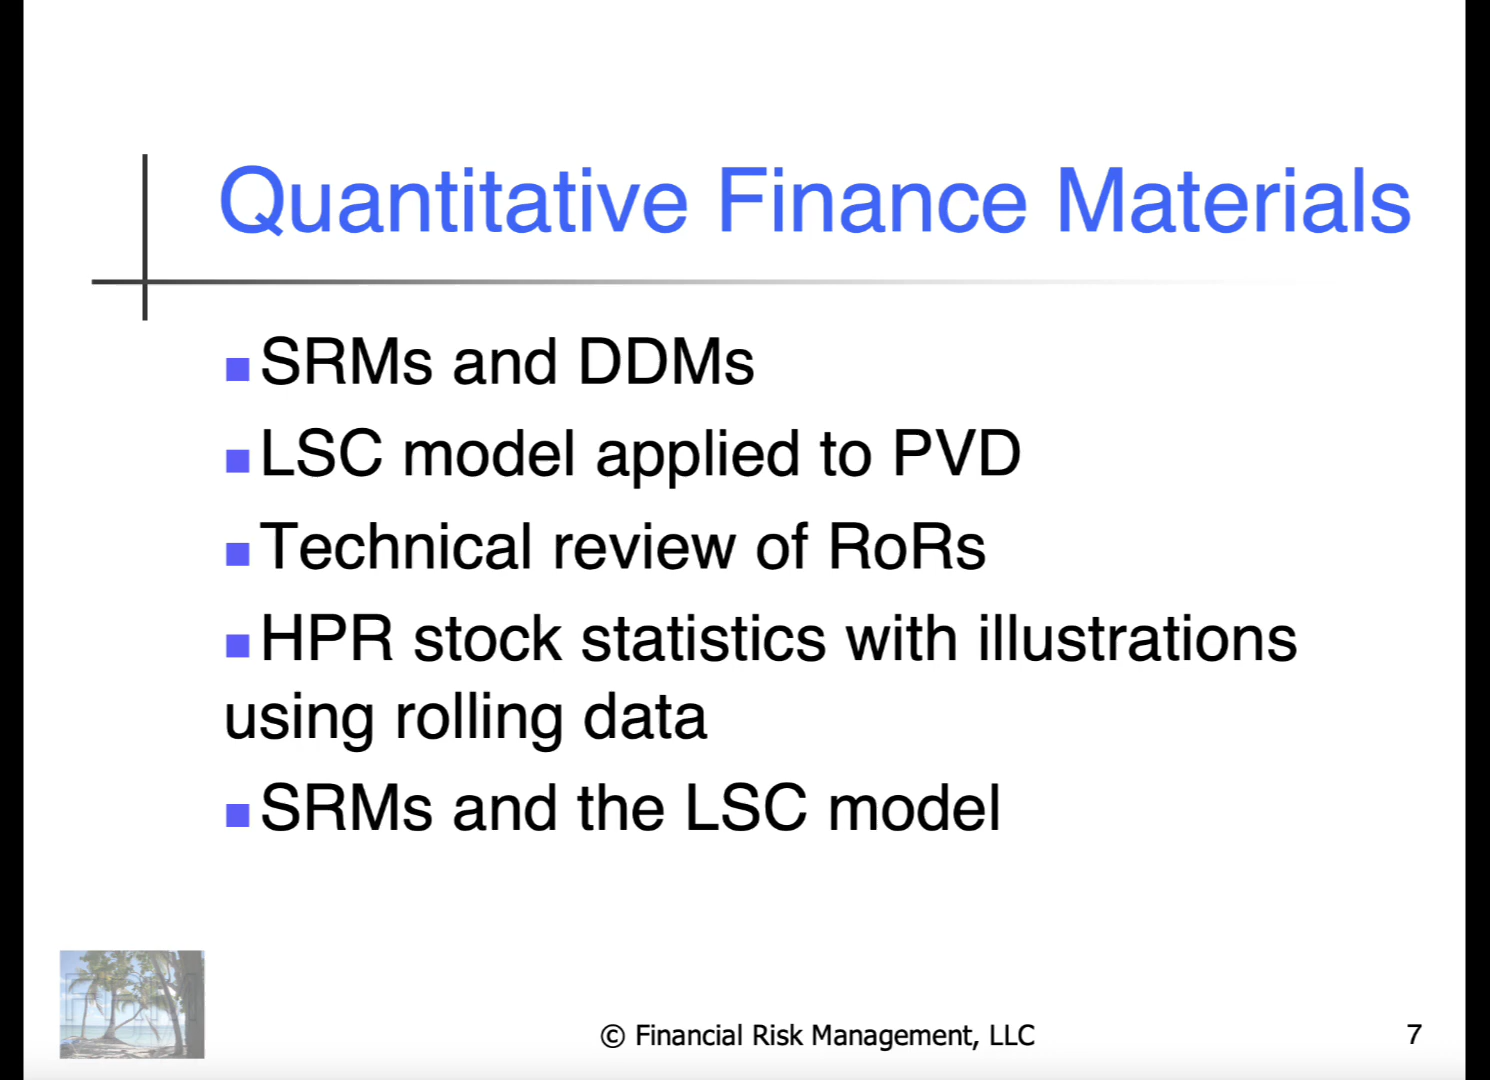 Quantitative Finance Materials
SRMs and DDMs
LSC model applied to PVD
Technical review of RoRs
HPR stock statistics with illustrations
using rolling data
SRMs and the LSC model
© Financial Risk Management, LLC
7